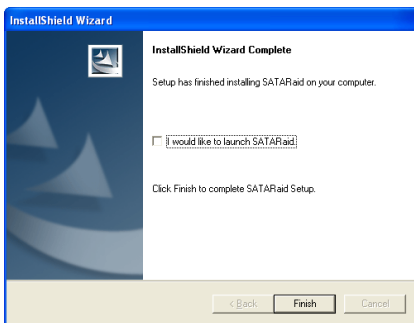 InstallShield Wizard
InstallShield Wizard Complete
Setup has finished installing SATARaid on your computer.
I would like to launch SATARaid.
Click Finish to complete SATARaid Setup.
< Back
Finish
Cancel